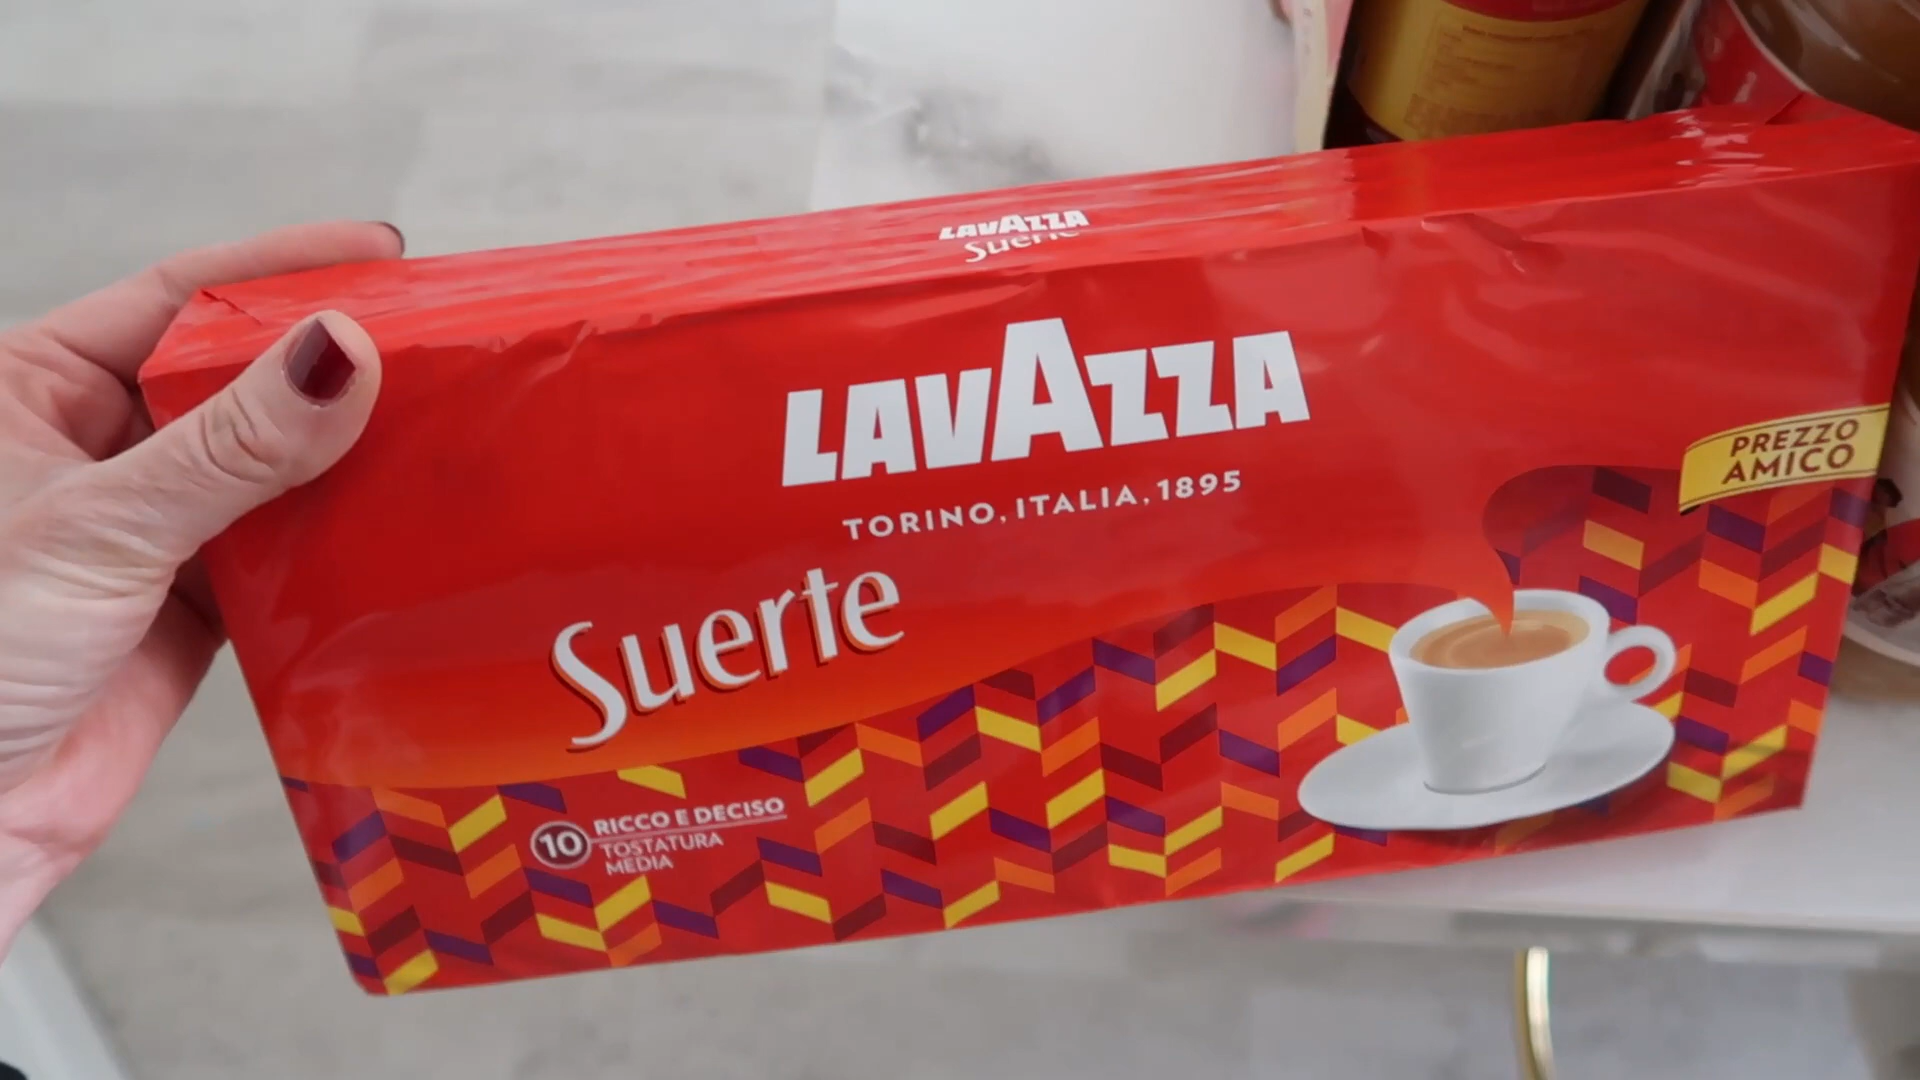 LAVAZZA
Suerte
LAVAZZA
TORINO, ITALIA, 1895
PREZZO
AMICO
Suerte
10 RICCO E DECISO
TOSTATURA
MEDIA